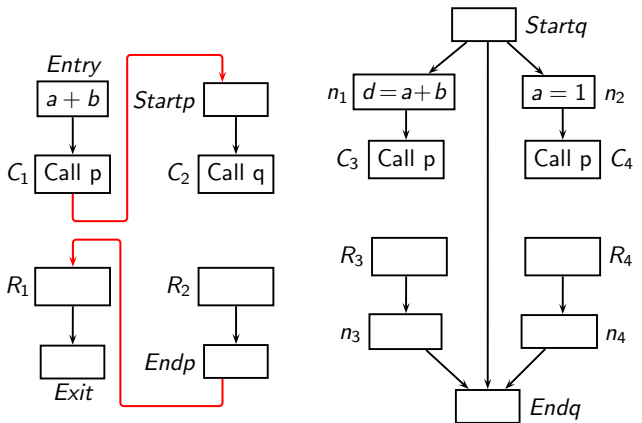 Entry
a + b
C1 Call p
R1
Exit
Startp
C2 Call q
R2
Endp
Startq
n1 d = a + b
a = 1 n2
C3 Call p
Call p C4
R3
R4
n3
n4
Endq